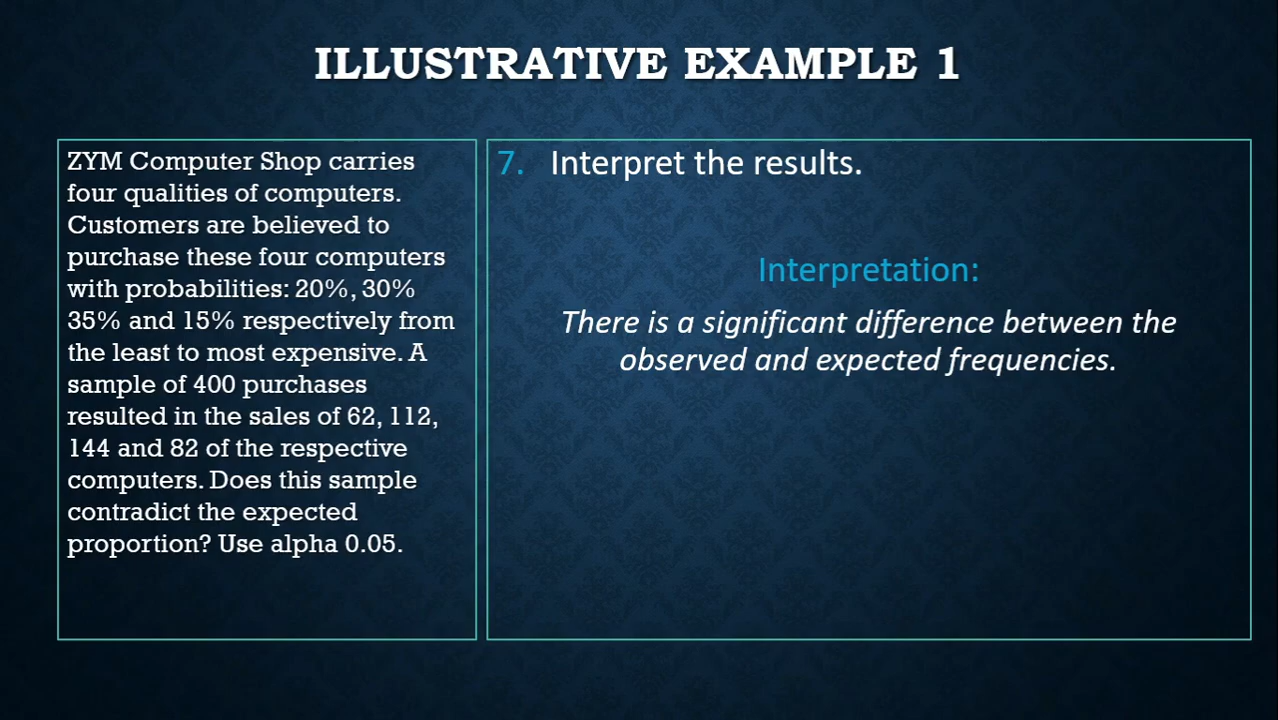 ILLUSTRATIVE EXAMPLE 1
ZYM Computer Shop carries
four qualities of computers.
Customers are believed to
purchase these four computers
with probabilities: 20%, 30%
35% and 15% respectively from
the least to most expensive. A
sample of 400 purchases
resulted in the sales of 62, 112,
144 and 82 of the respective
computers. Does this sample
contradict the expected
proportion? Use alpha 0.05.
7. Interpret the results.
Interpretation:
There is a significant difference between the
observed and expected frequencies.